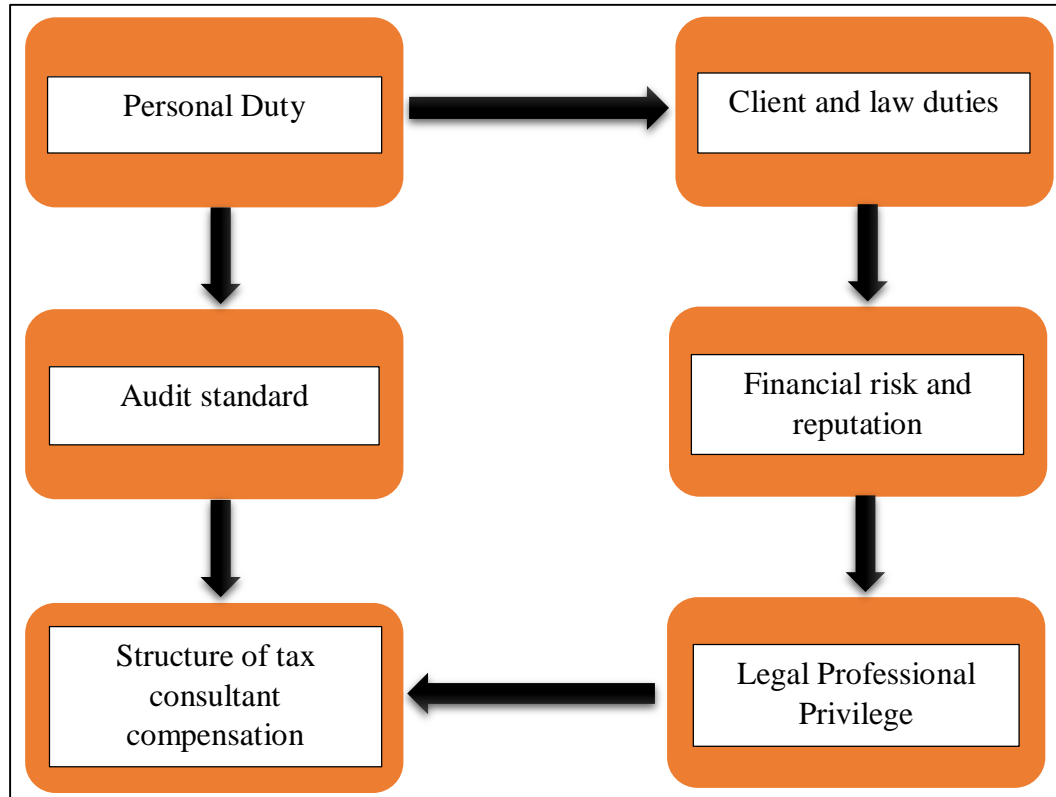 Personal Duty
Client and law duties
Audit standard
Financial risk and
reputation
Structure of tax
consultant
compensation
Legal Professional
Privilege